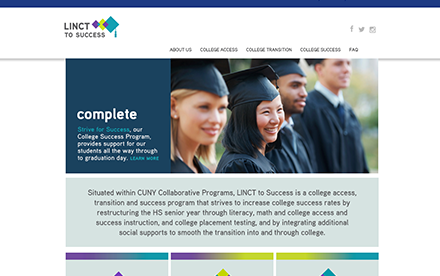 LINCT
TO SUCCESS
ABOUT US COLLEGE ACCESS COLLEGE TRANSITION COLLEGE SUCCESS FAQ
complete
Strive for Success, our
College Success Program,
provides support for our
students all the way through
to graduation day. LEARN MORE
Situated within CUNY Collaborative Programs, LINCT to Success is a college access,
transition and success program that strives to increase college success rates by
restructuring the HS senior year through literacy, math and college access and
success instruction, and college placement testing, and by integrating additional
social supports to smooth the transition into and through college.